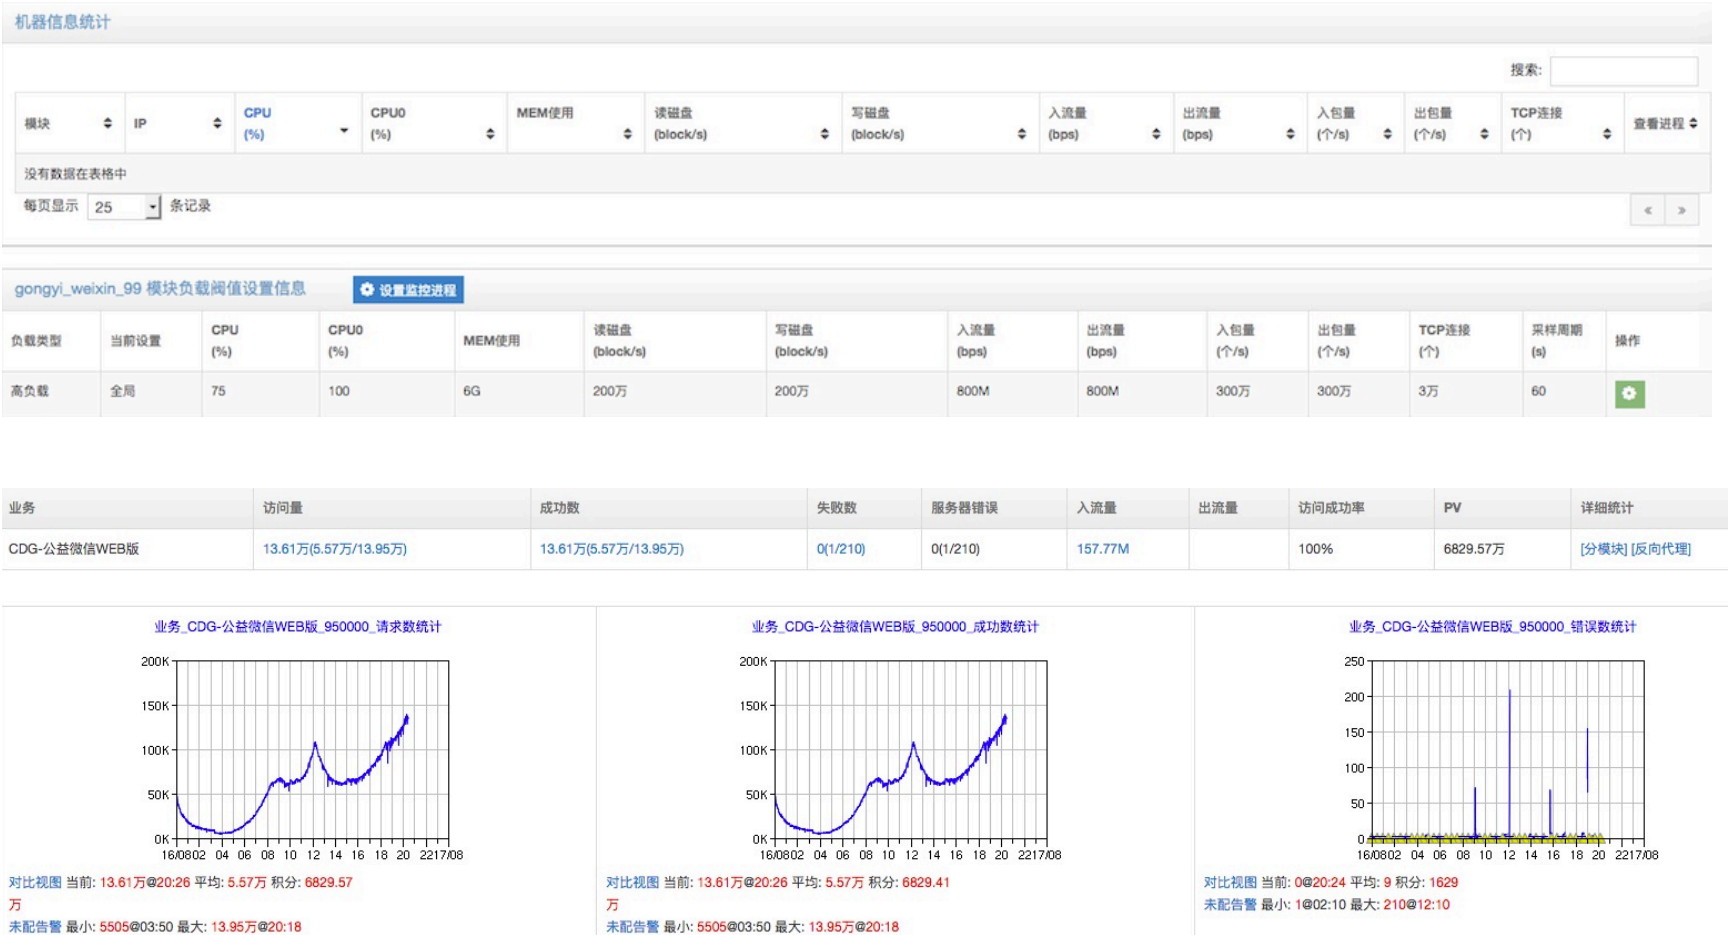 机器信息统计
搜索:
模块 IP CPU (%) CPU0 (%) MEM使用 读磁盘 (block/s) 写磁盘 (block/s) 入流量 (bps) 出流量 (bps) 入包量 (个/s) 出包量 (个/s) TCP连接 (个) 查看进程
没有数据在表格中
每页显示 25 条记录 « »
gongyi_weixin_99 模块负载阀值设置信息 设置监控进程
负载类型 当前设置 CPU (%) CPU0 (%) MEM使用 读磁盘 (block/s) 写磁盘 (block/s) 入流量 (bps) 出流量 (bps) 入包量 (个/s) 出包量 (个/s) TCP连接 (个) 采样周期 (s) 操作
高负载 全局 75 100 6G 200万 200万 800M 800M 300万 300万 3万 60
业务 访问量 成功数 失败数 服务器错误 入流量 出流量 访问成功率 PV 详细统计
CDG-公益微信WEB版 13.61万(5.57万/13.95万) 13.61万(5.57万/13.95万) 0(1/210) 0(1/210) 157.77M 100% 6829.57万 [分模块] [反向代理]
业务_CDG-公益微信WEB版_950000_请求数统计
200K
150K
100K
50K
0K
16/0802 04 06 08 10 12 14 16 18 20 2217/08
对比视图 当前: 13.61万@20:26 平均: 5.57万 积分: 6829.57
万
未配告警 最小: 5505@03:50 最大: 13.95万@20:18
业务_CDG-公益微信WEB版_950000_成功数统计
200K
150K
100K
50K
0K
16/0802 04 06 08 10 12 14 16 18 20 2217/08
对比视图 当前: 13.61万@20:26 平均: 5.57万 积分: 6829.41
万
未配告警 最小: 5505@03:50 最大: 13.95万@20:18
业务_CDG-公益微信WEB版_950000_错误数统计
250
200
150
100
50
0
16/0802 04 06 08 10 12 14 16 18 20 2217/08
对比视图 当前: 0@20:24 平均: 9 积分: 1629
未配告警 最小: 1@02:10 最大: 210@12:10